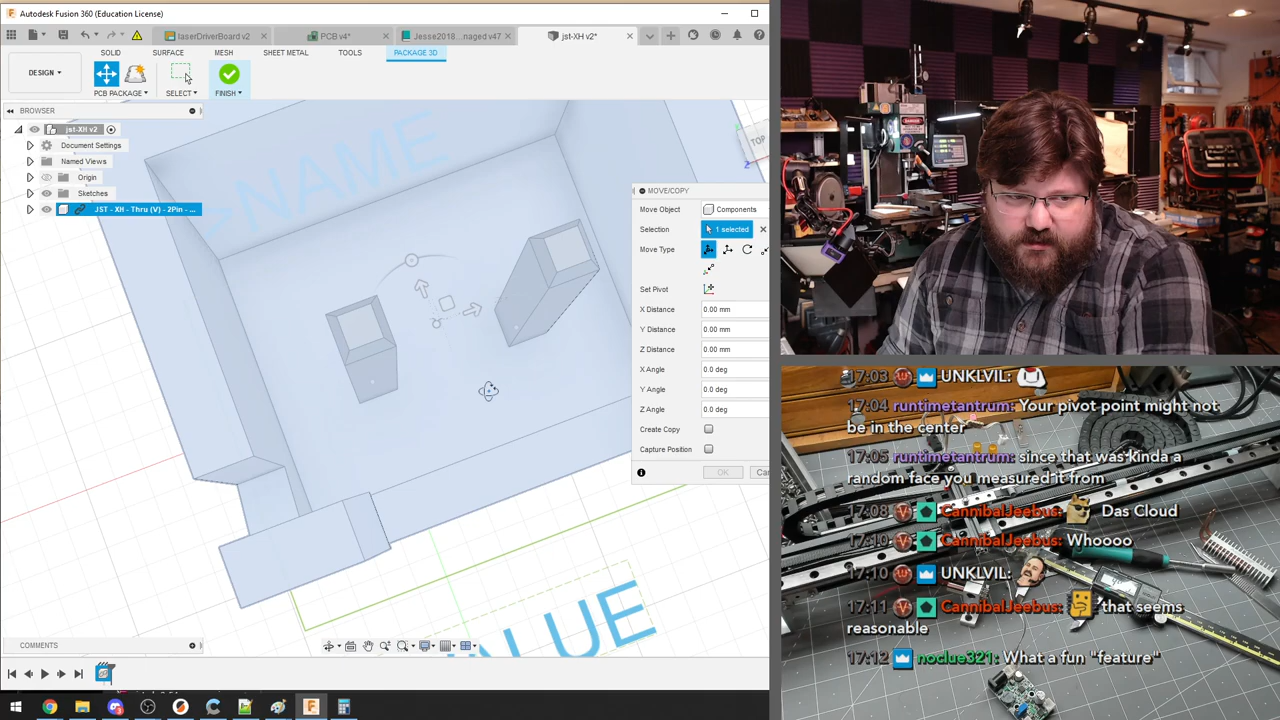 Autodesk Fusion 360 (Education License)
laserDriverBoard v2
PCB v4*
Jesse2018 ...naged v47
jst-XH v2*
DESIGN
SOLID
SURFACE
MESH
SHEET METAL
TOOLS
PACKAGE 3D
PCB PACKAGE
SELECT
FINISH
BROWSER
jst-XH v2
Document Settings
Named Views
Origin
Sketches
JST - XH - Thru (V) - 2Pin - ...
>NAME
TOP
Z
MOVE/COPY
Move Object
Components
Selection
1 selected
Move Type
Set Pivot
X Distance
0.00 mm
Y Distance
0.00 mm
Z Distance
0.00 mm
X Angle
0.0 deg
Y Angle
0.0 deg
Z Angle
0.0 deg
Create Copy
Capture Position
OK
Can
ALUE
COMMENTS
17:03 UNKLVIL:
17:04 runtimetantrum: Your pivot point might not
be in the center
17:05 runtimetantrum: since that was kinda a
random face you measured it from
17:08 CannibalJeebus: Das Cloud
17:10 CannibalJeebus: Whoooo
17:10 UNKLVIL:
17:11 CannibalJeebus: that seems
reasonable
17:12 noclue321: What a fun "feature"